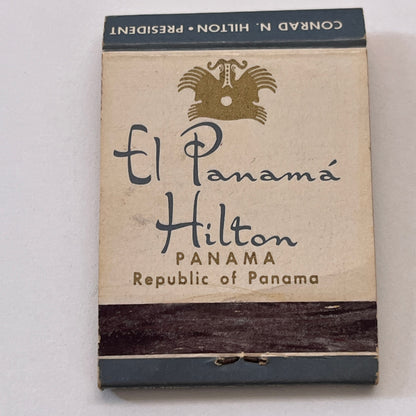 CONRAD N. HILTON • PRESIDENT
El Panamá
Hilton
PANAMA
Republic of Panama